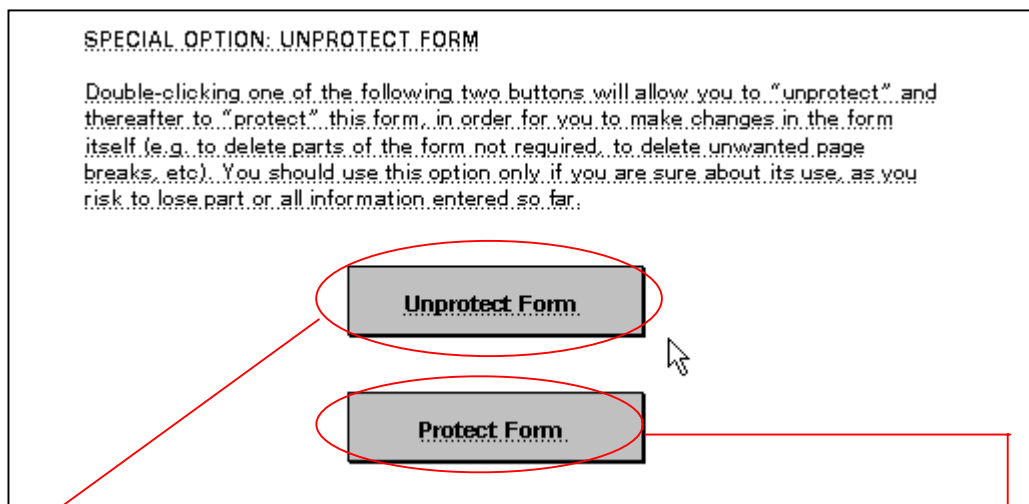 SPECIAL OPTION: UNPROTECT FORM
Double-clicking one of the following two buttons will allow you to “unprotect” and
thereafter to “protect” this form, in order for you to make changes in the form
itself (e.g. to delete parts of the form not required, to delete unwanted page
breaks, etc). You should use this option only if you are sure about its use, as you
risk to lose part or all information entered so far.
Unprotect Form
Protect Form